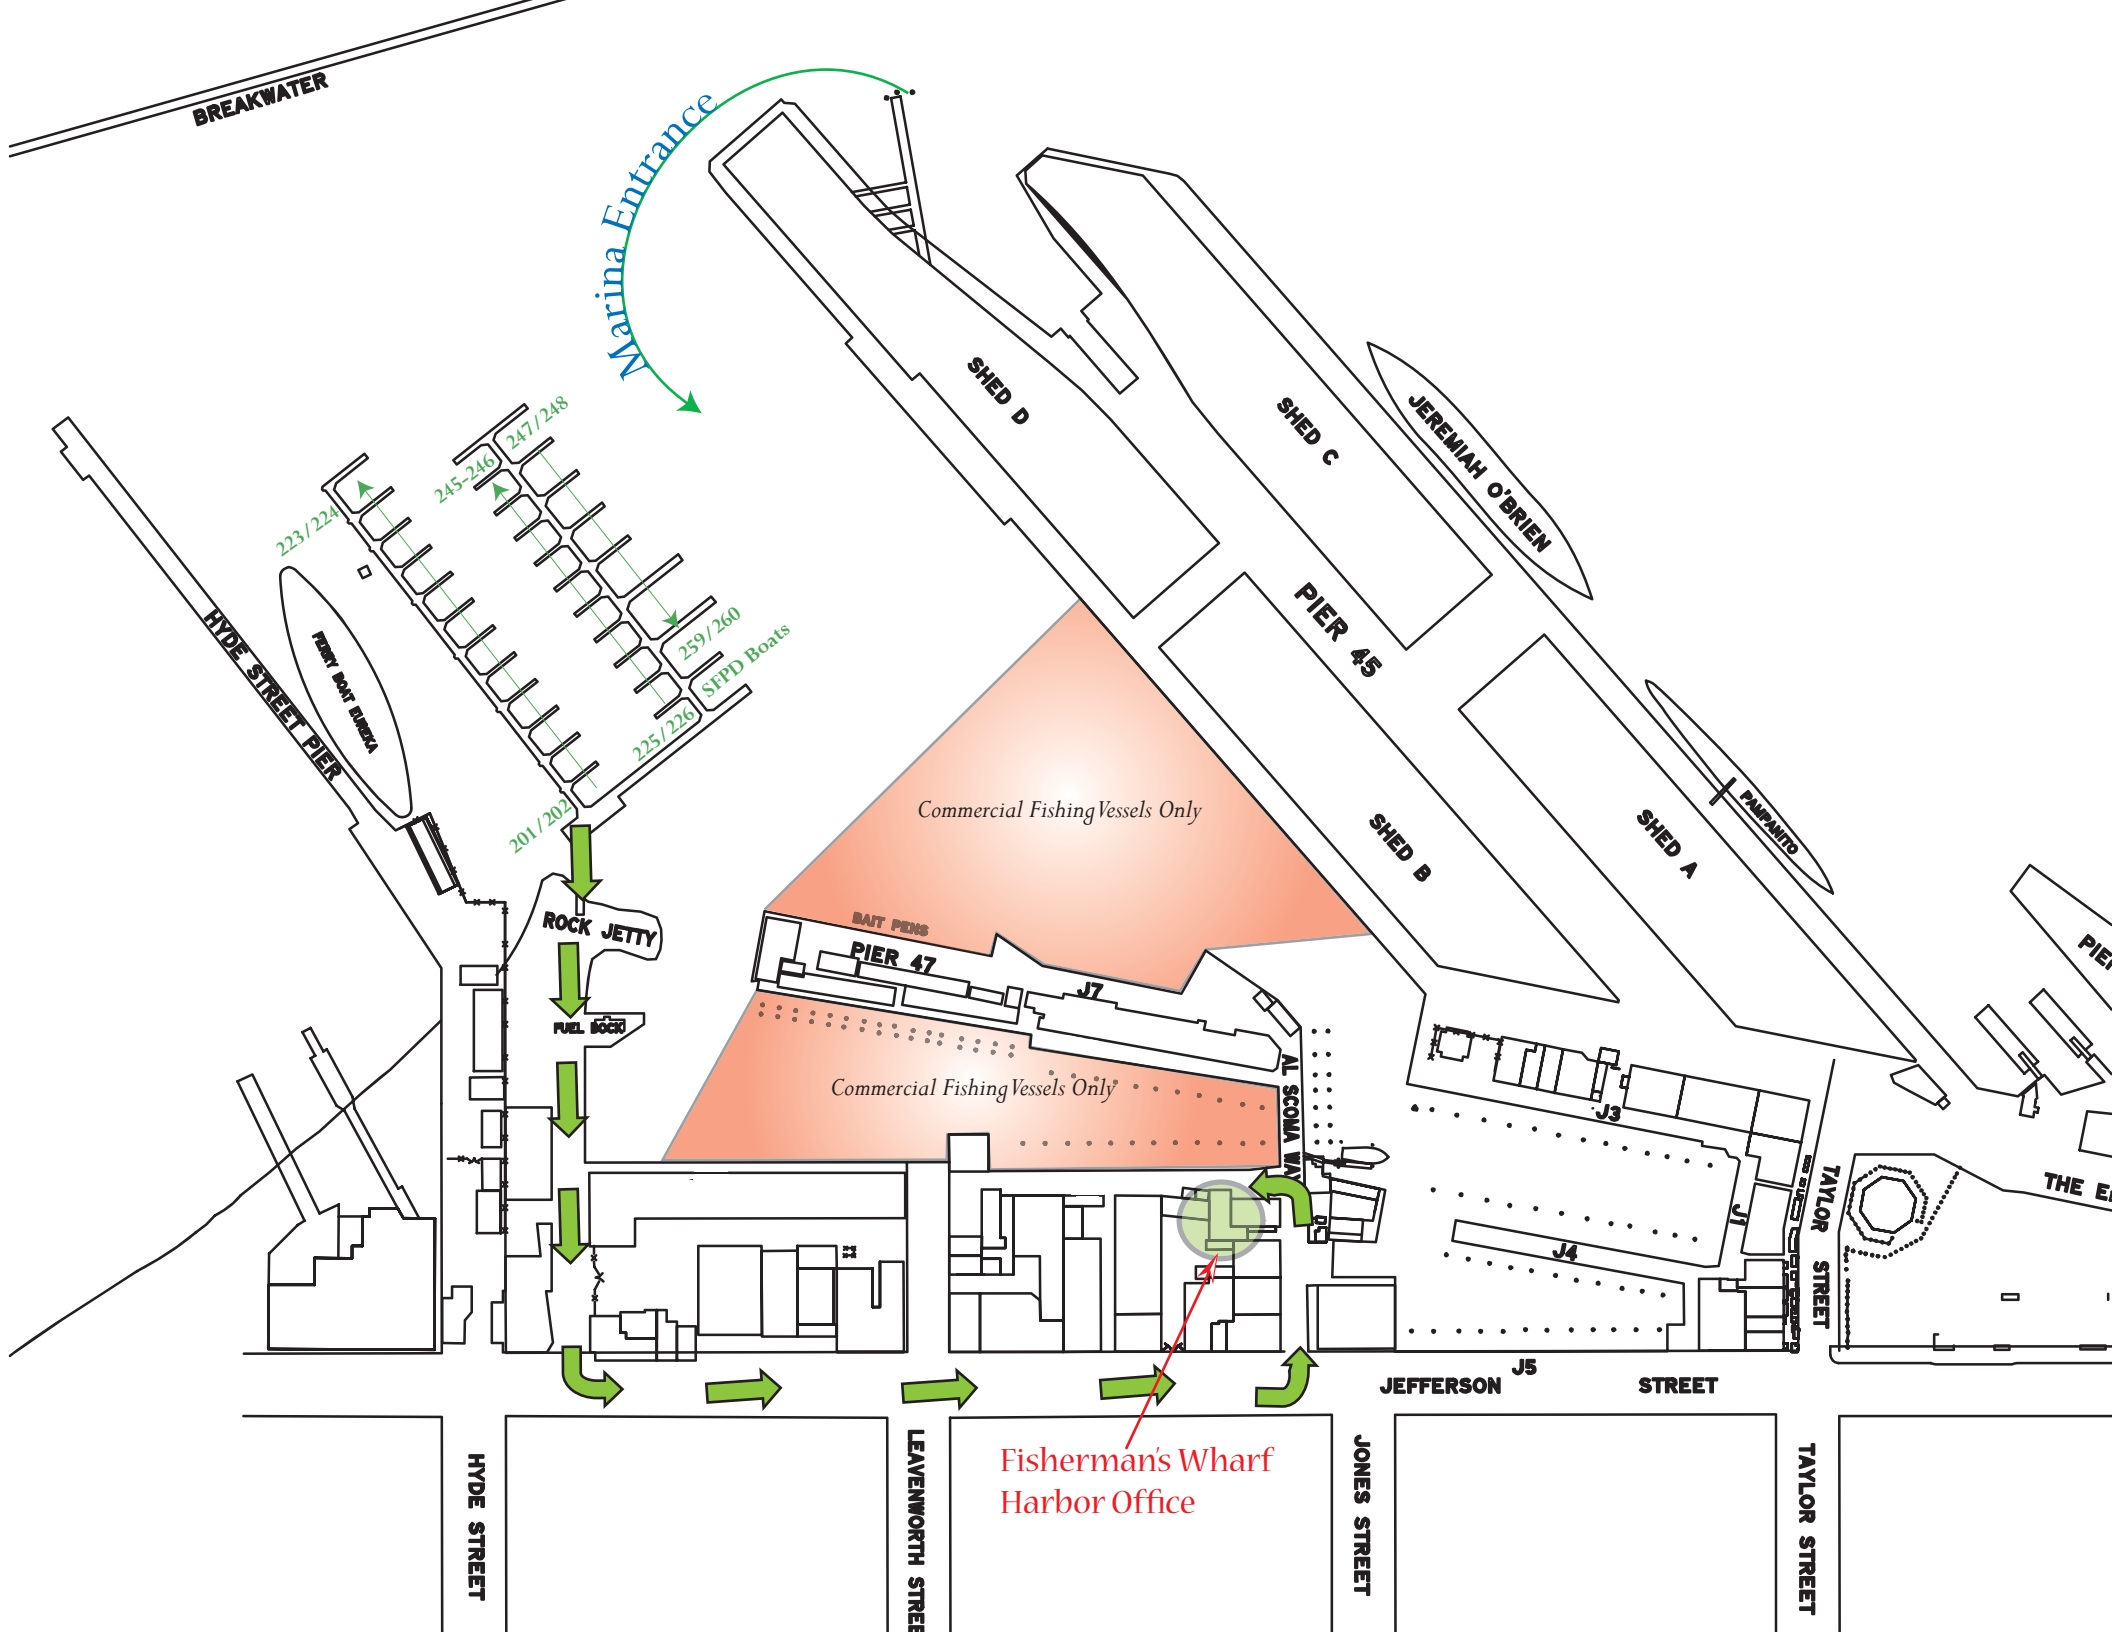 BREAKWATER
Marina Entrance
247/248
245-246
223/224
259/260
SFPD Boats
225/226
201/202
HYDE STREET PIER
FERRY BOAT EUREKA
SHED D
SHED C
JEREMIAH O'BRIEN
PIER 45
SHED B
SHED A
PAMPANITO
Commercial Fishing Vessels Only
BAIT PENS
PIER 47
J7
ROCK JETTY
FUEL DOCK
Commercial Fishing Vessels Only
AL SCOMA WAY
J3
J1
J4
TAYLOR STREET
THE E
PIE
J5
JEFFERSON STREET
Fisherman's Wharf
Harbor Office
HYDE STREET
LEAVENWORTH STREE
JONES STREET
TAYLOR STREET